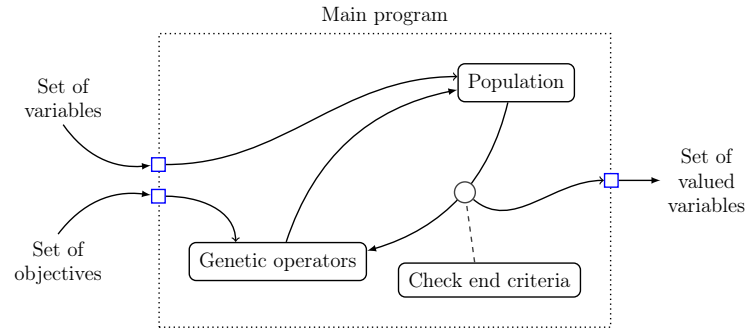 Main program
Set of
variables
Population
Set of
valued
variables
Set of
objectives
Genetic operators
Check end criteria